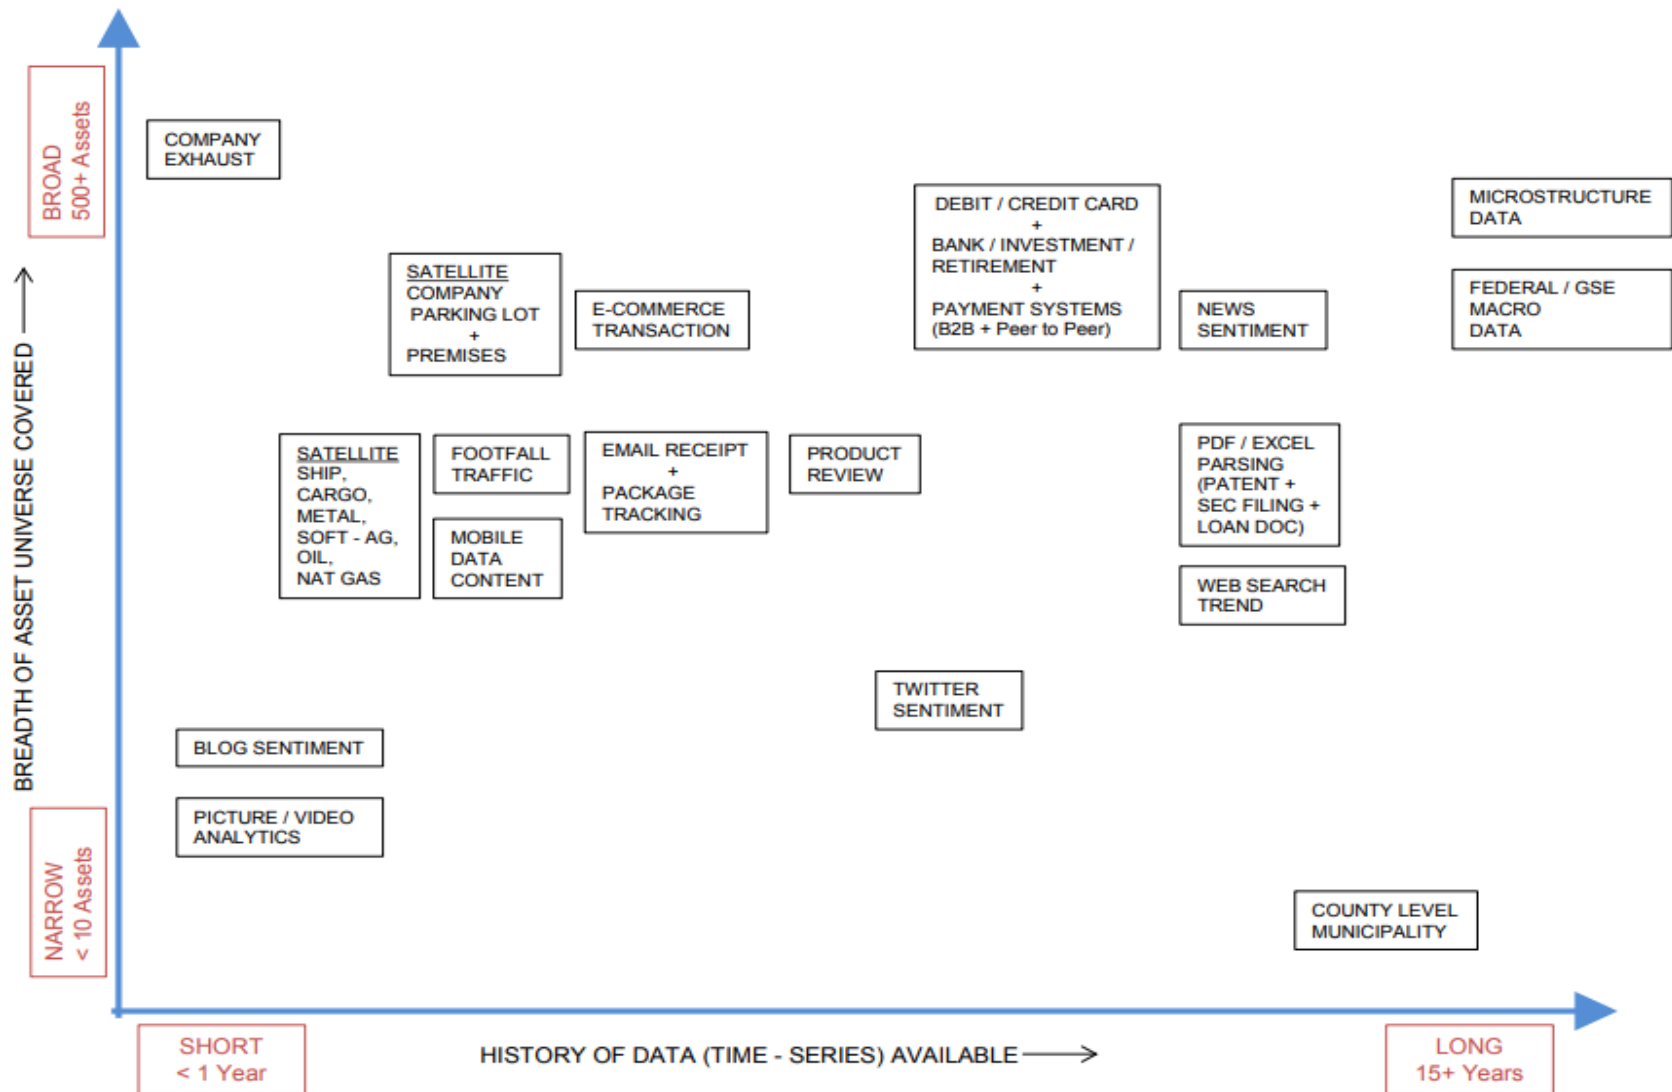 BROAD
500+ Assets
BREADTH OF ASSET UNIVERSE COVERED
NARROW
< 10 Assets
COMPANY
EXHAUST
SATELLITE
COMPANY
PARKING LOT
+
PREMISES
E-COMMERCE
TRANSACTION
DEBIT / CREDIT CARD
+
BANK / INVESTMENT /
RETIREMENT
+
PAYMENT SYSTEMS
(B2B + Peer to Peer)
NEWS
SENTIMENT
MICROSTRUCTURE
DATA
FEDERAL / GSE
MACRO
DATA
SATELLITE
SHIP,
CARGO,
METAL,
SOFT - AG,
OIL,
NAT GAS
FOOTFALL
TRAFFIC
MOBILE
DATA
CONTENT
EMAIL RECEIPT
+
PACKAGE
TRACKING
PRODUCT
REVIEW
PDF / EXCEL
PARSING
(PATENT +
SEC FILING +
LOAN DOC)
WEB SEARCH
TREND
TWITTER
SENTIMENT
BLOG SENTIMENT
PICTURE / VIDEO
ANALYTICS
COUNTY LEVEL
MUNICIPALITY
SHORT
< 1 Year
HISTORY OF DATA (TIME - SERIES) AVAILABLE
LONG
15+ Years